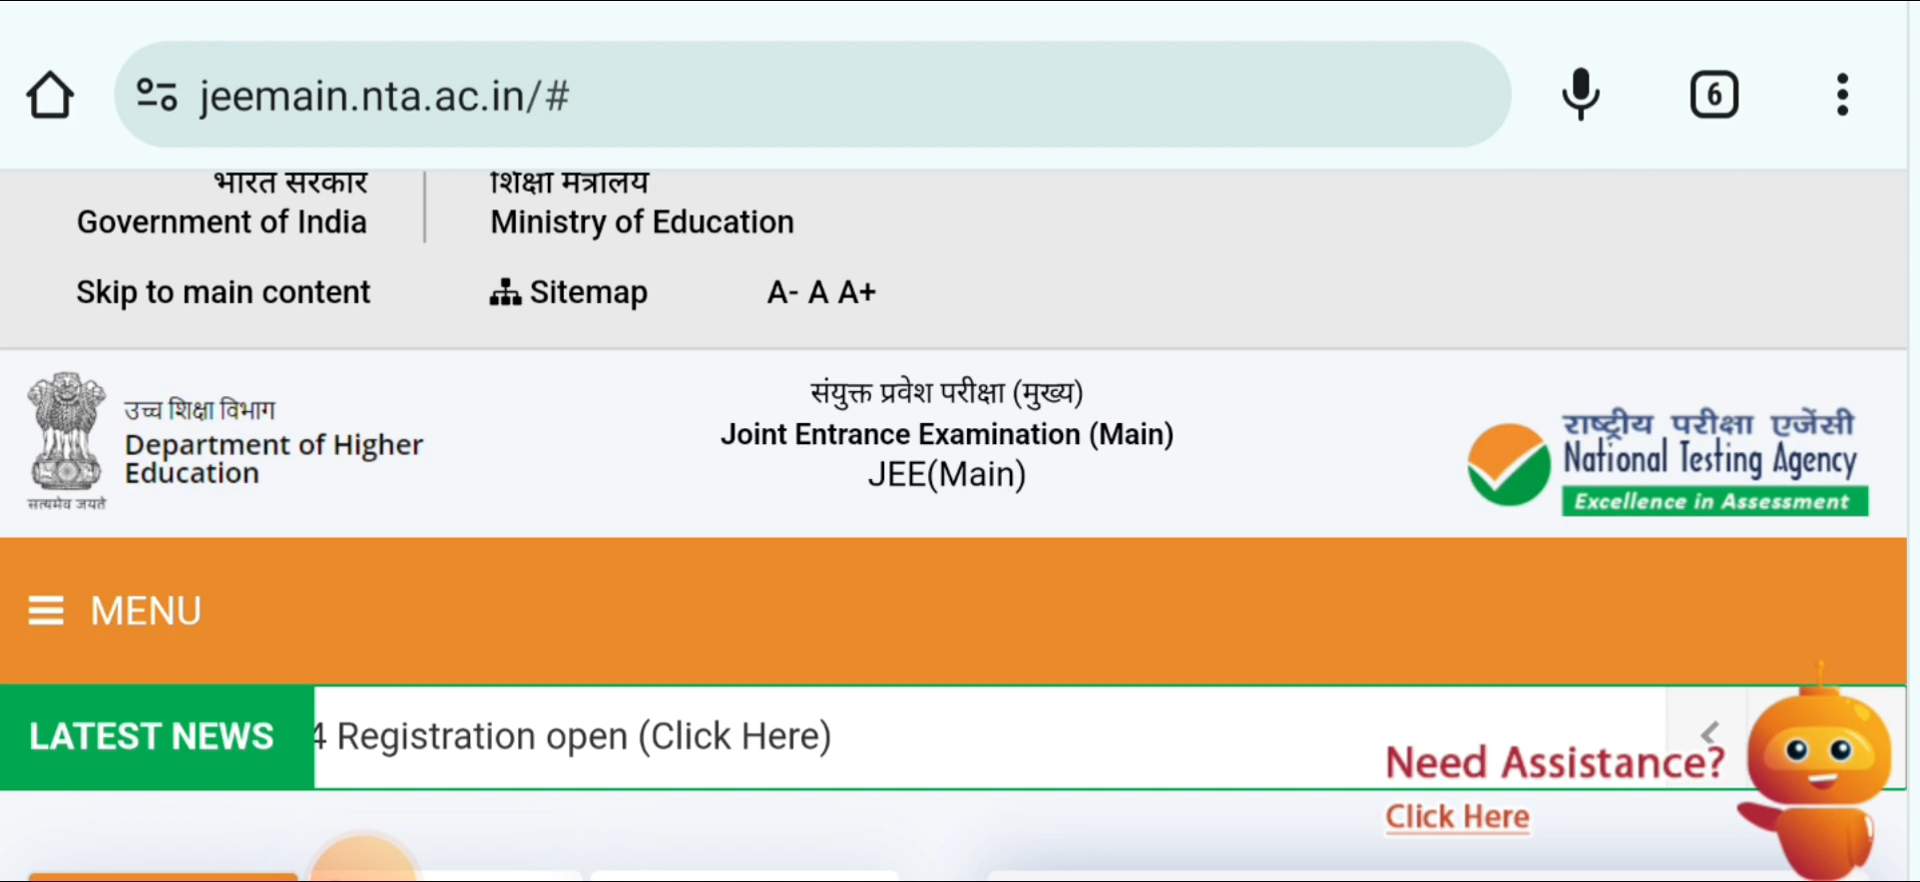 jeemain.nta.ac.in/#
6
भारत सरकार
शिक्षा मंत्रालय
Government of India
Ministry of Education
Skip to main content
Sitemap
A- A A+
सत्यमेव जयते
उच्च शिक्षा विभाग
Department of Higher
Education
संयुक्त प्रवेश परीक्षा (मुख्य)
Joint Entrance Examination (Main)
JEE(Main)
राष्ट्रीय परीक्षा एजेंसी
National Testing Agency
Excellence in Assessment
MENU
LATEST NEWS
4 Registration open (Click Here)
Need Assistance?
Click Here